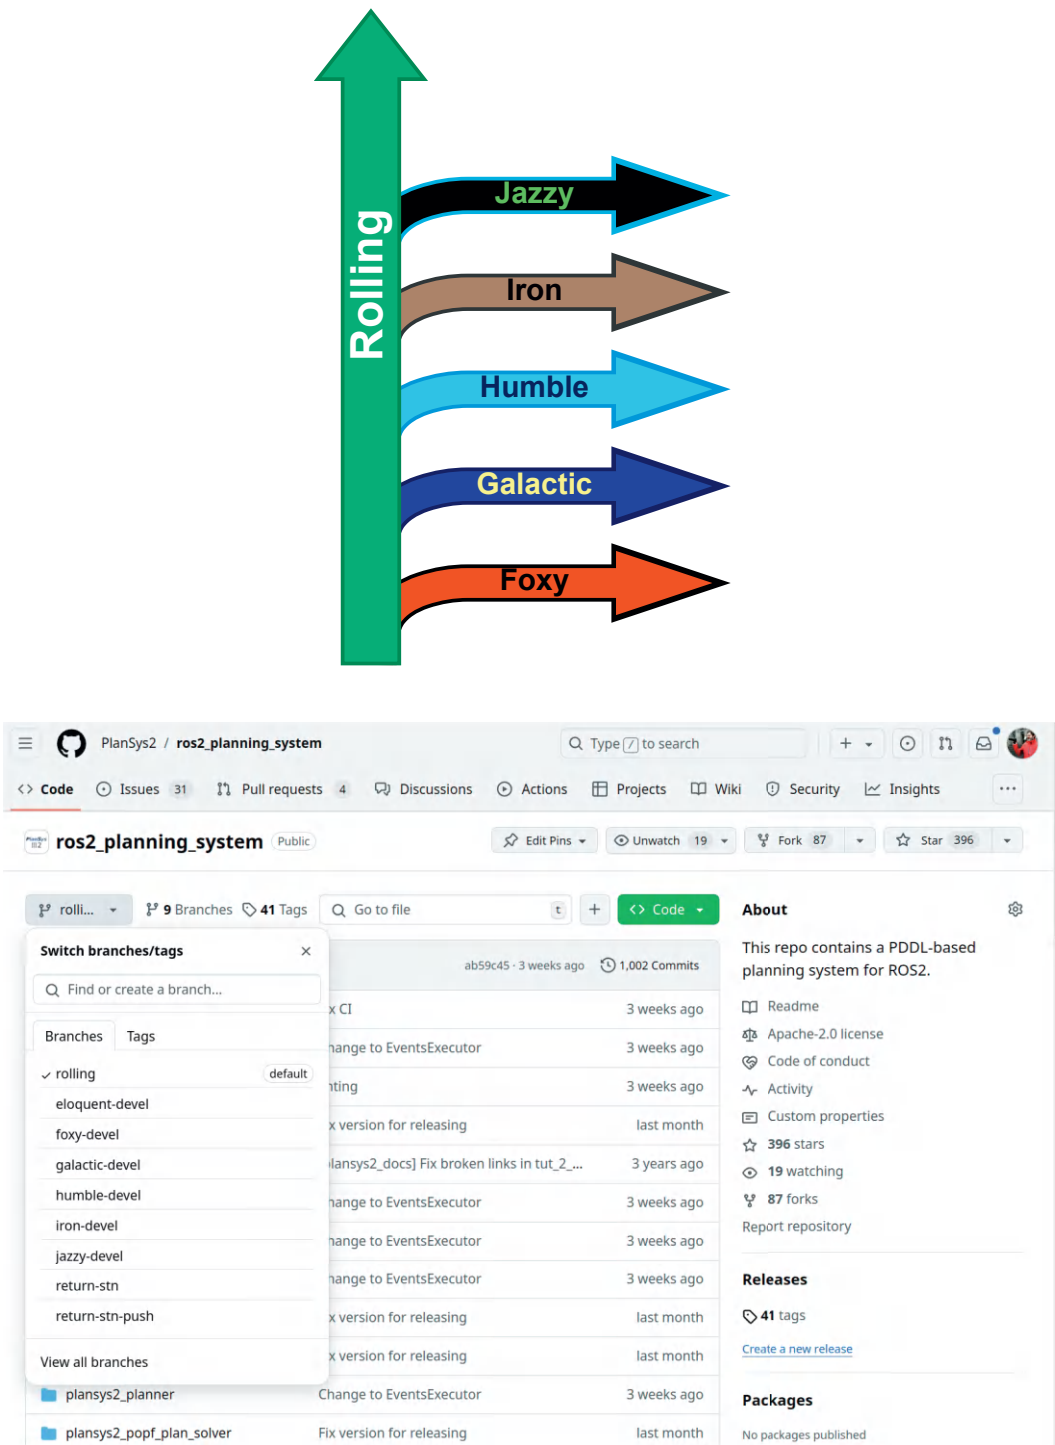 Rolling
Jazzy
Iron
Humble
Galactic
Foxy
PlanSys2 / ros2_planning_system
Type / to search
Code
Issues 31
Pull requests 4
Discussions
Actions
Projects
Wiki
Security
Insights
ros2_planning_system Public
Edit Pins
Unwatch 19
Fork 87
Star 396
rolli...
9 Branches
41 Tags
Go to file
t
Code
Switch branches/tags
Find or create a branch...
Branches
Tags
rolling default
eloquent-devel
foxy-devel
galactic-devel
humble-devel
iron-devel
jazzy-devel
return-stn
return-stn-push
View all branches
ab59c45 · 3 weeks ago 1,002 Commits
x CI 3 weeks ago
hange to EventsExecutor 3 weeks ago
nting 3 weeks ago
x version for releasing last month
plansys2_docs] Fix broken links in tut_2_... 3 years ago
hange to EventsExecutor 3 weeks ago
hange to EventsExecutor 3 weeks ago
hange to EventsExecutor 3 weeks ago
x version for releasing last month
x version for releasing last month
plansys2_planner Change to EventsExecutor 3 weeks ago
plansys2_popf_plan_solver Fix version for releasing last month
About
This repo contains a PDDL-based
planning system for ROS2.
Readme
Apache-2.0 license
Code of conduct
Activity
Custom properties
396 stars
19 watching
87 forks
Report repository
Releases
41 tags
Create a new release
Packages
No packages published